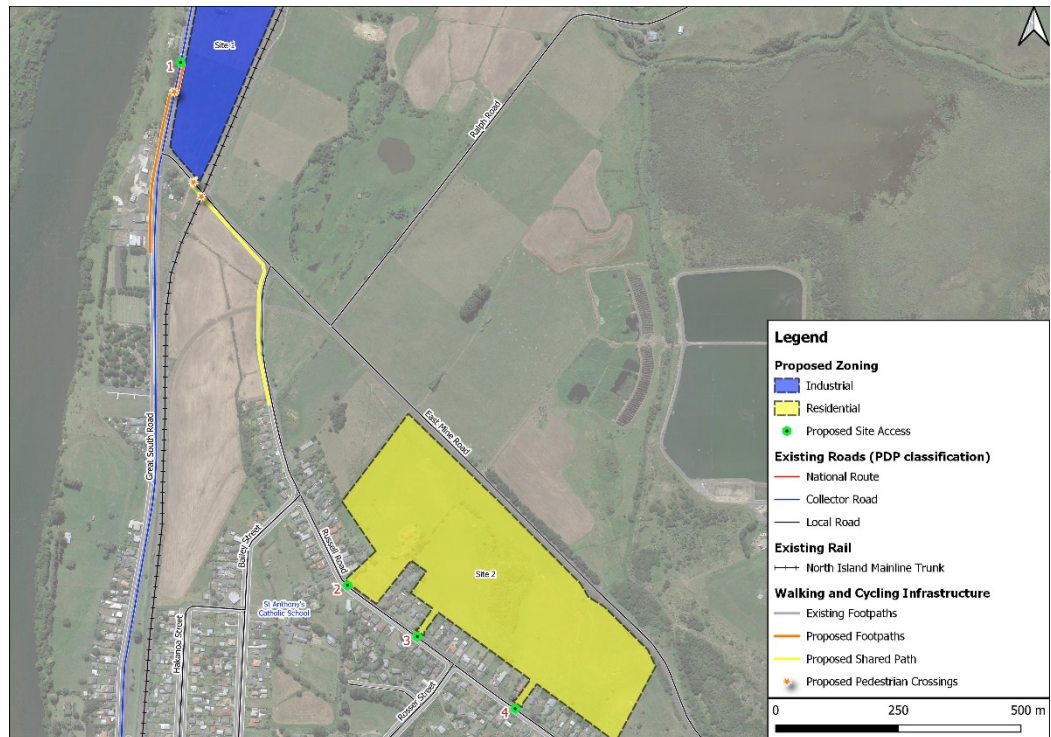 Site 1
1
Ralph Road
Great South Road
East Mine Road
Bailey Street
Russell Road
2
Site 2
St Anthony's
Catholic School
Hakanoa Street
3
Rosser Street
4
Legend
Proposed Zoning
Industrial
Residential
Proposed Site Access
Existing Roads (PDP classification)
National Route
Collector Road
Local Road
Existing Rail
North Island Mainline Trunk
Walking and Cycling Infrastructure
Existing Footpaths
Proposed Footpaths
Proposed Shared Path
Proposed Pedestrian Crossings
0 250 500 m